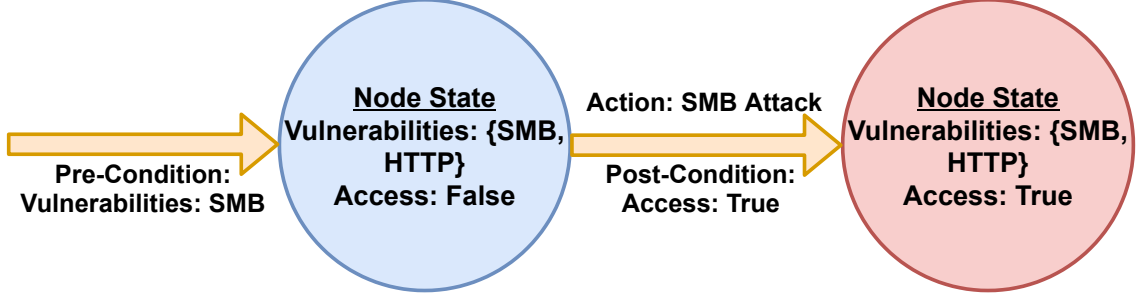 Pre-Condition:
Vulnerabilities: SMB
Node State
Vulnerabilities: {SMB,
HTTP}
Access: False
Action: SMB Attack
Post-Condition:
Access: True
Node State
Vulnerabilities: {SMB,
HTTP}
Access: True